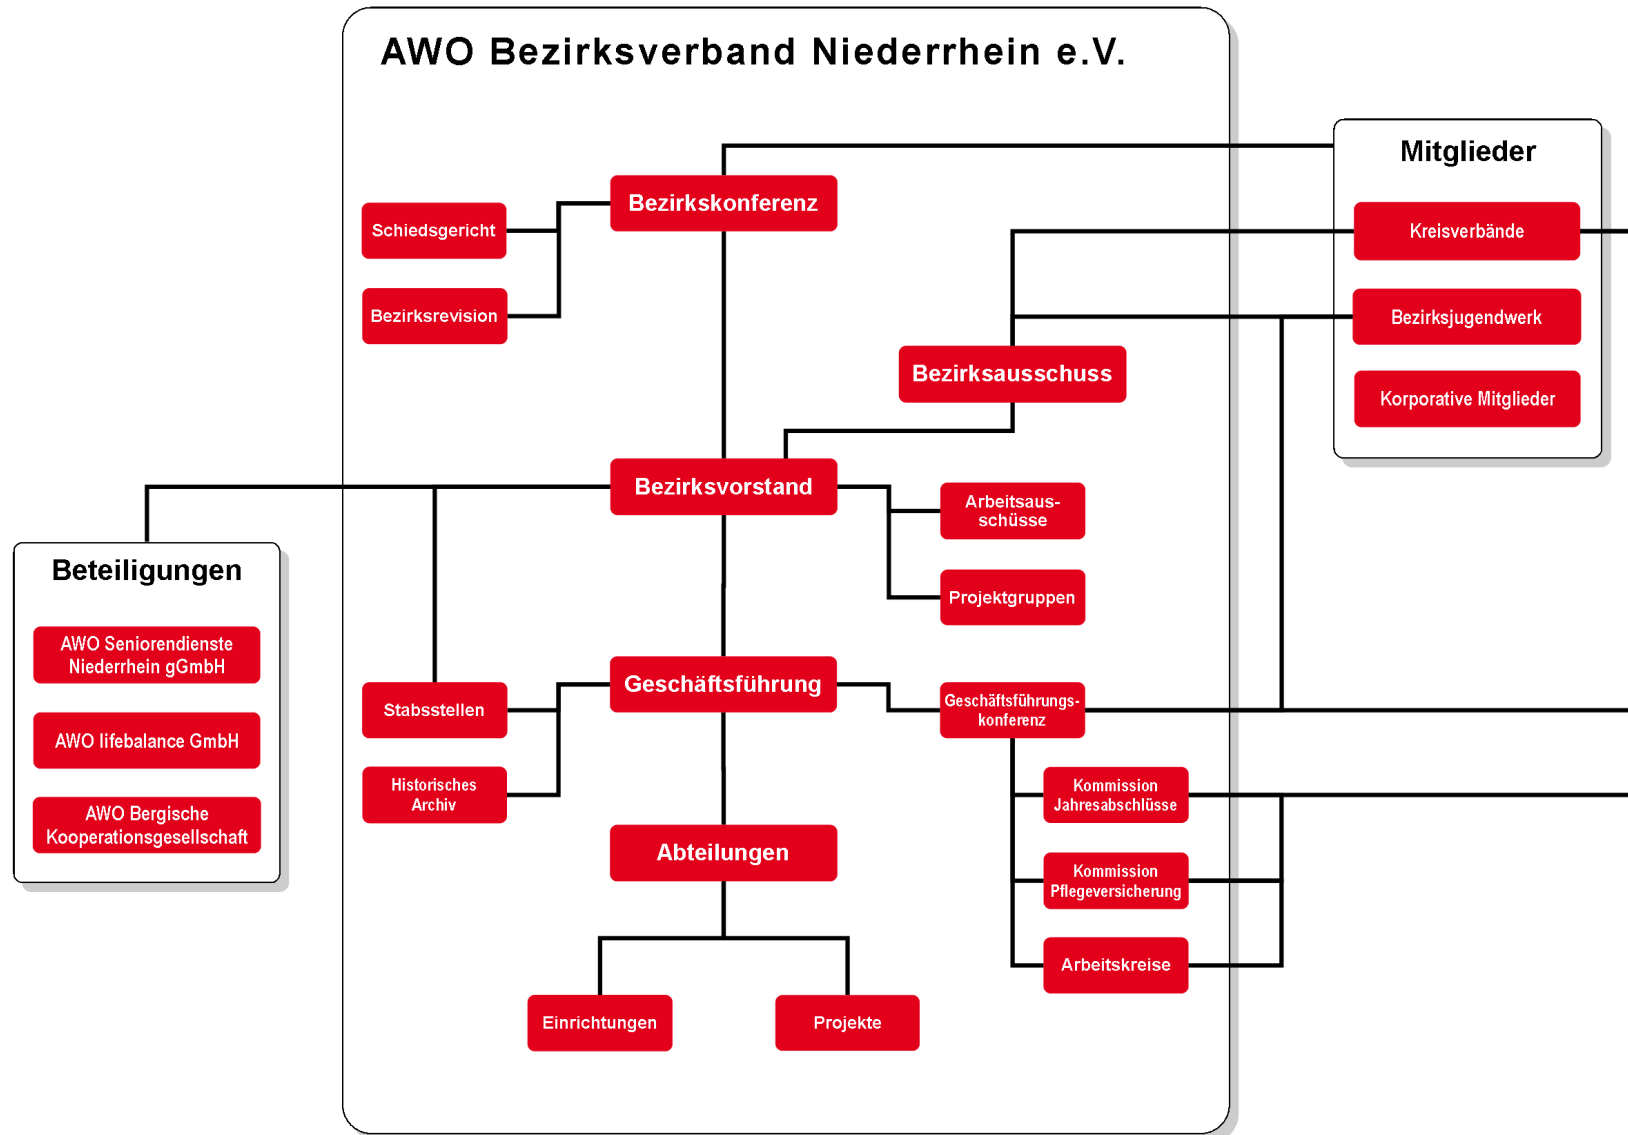 AWO Bezirksverband Niederrhein e.V.
Mitglieder
Bezirkskonferenz
Schiedsgericht
Kreisverbände
Bezirksrevision
Bezirksjugendwerk
Bezirksausschuss
Korporative Mitglieder
Bezirksvorstand
Arbeitsaus-
schüsse
Beteiligungen
Projektgruppen
AWO Seniorendienste
Niederrhein gGmbH
Geschäftsführung
Stabsstellen
Geschäftsführungs-
konferenz
AWO lifebalance GmbH
Historisches
Archiv
Kommission
Jahresabschlüsse
AWO Bergische
Kooperationsgesellschaft
Abteilungen
Kommission
Pflegeversicherung
Arbeitskreise
Einrichtungen
Projekte